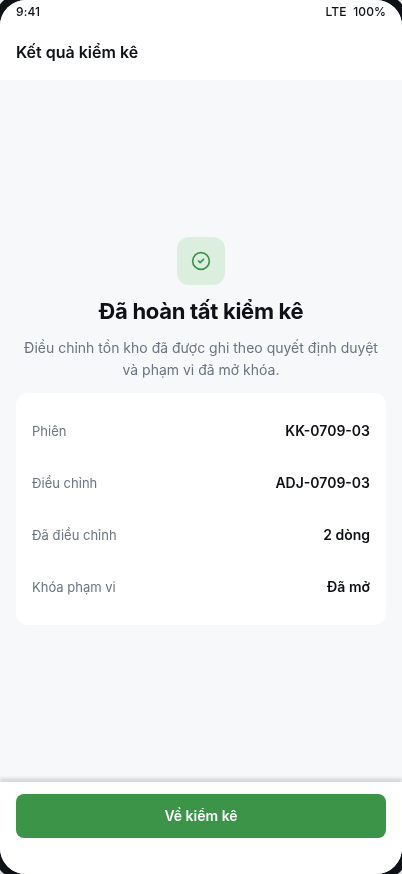 9:41
LTE 100%
Kết quả kiểm kê
Đã hoàn tất kiểm kê
Điều chỉnh tồn kho đã được ghi theo quyết định duyệt
và phạm vi đã mở khóa.
Phiên
KK-0709-03
Điều chỉnh
ADJ-0709-03
Đã điều chỉnh
2 dòng
Khóa phạm vi
Đã mở
Về kiểm kê